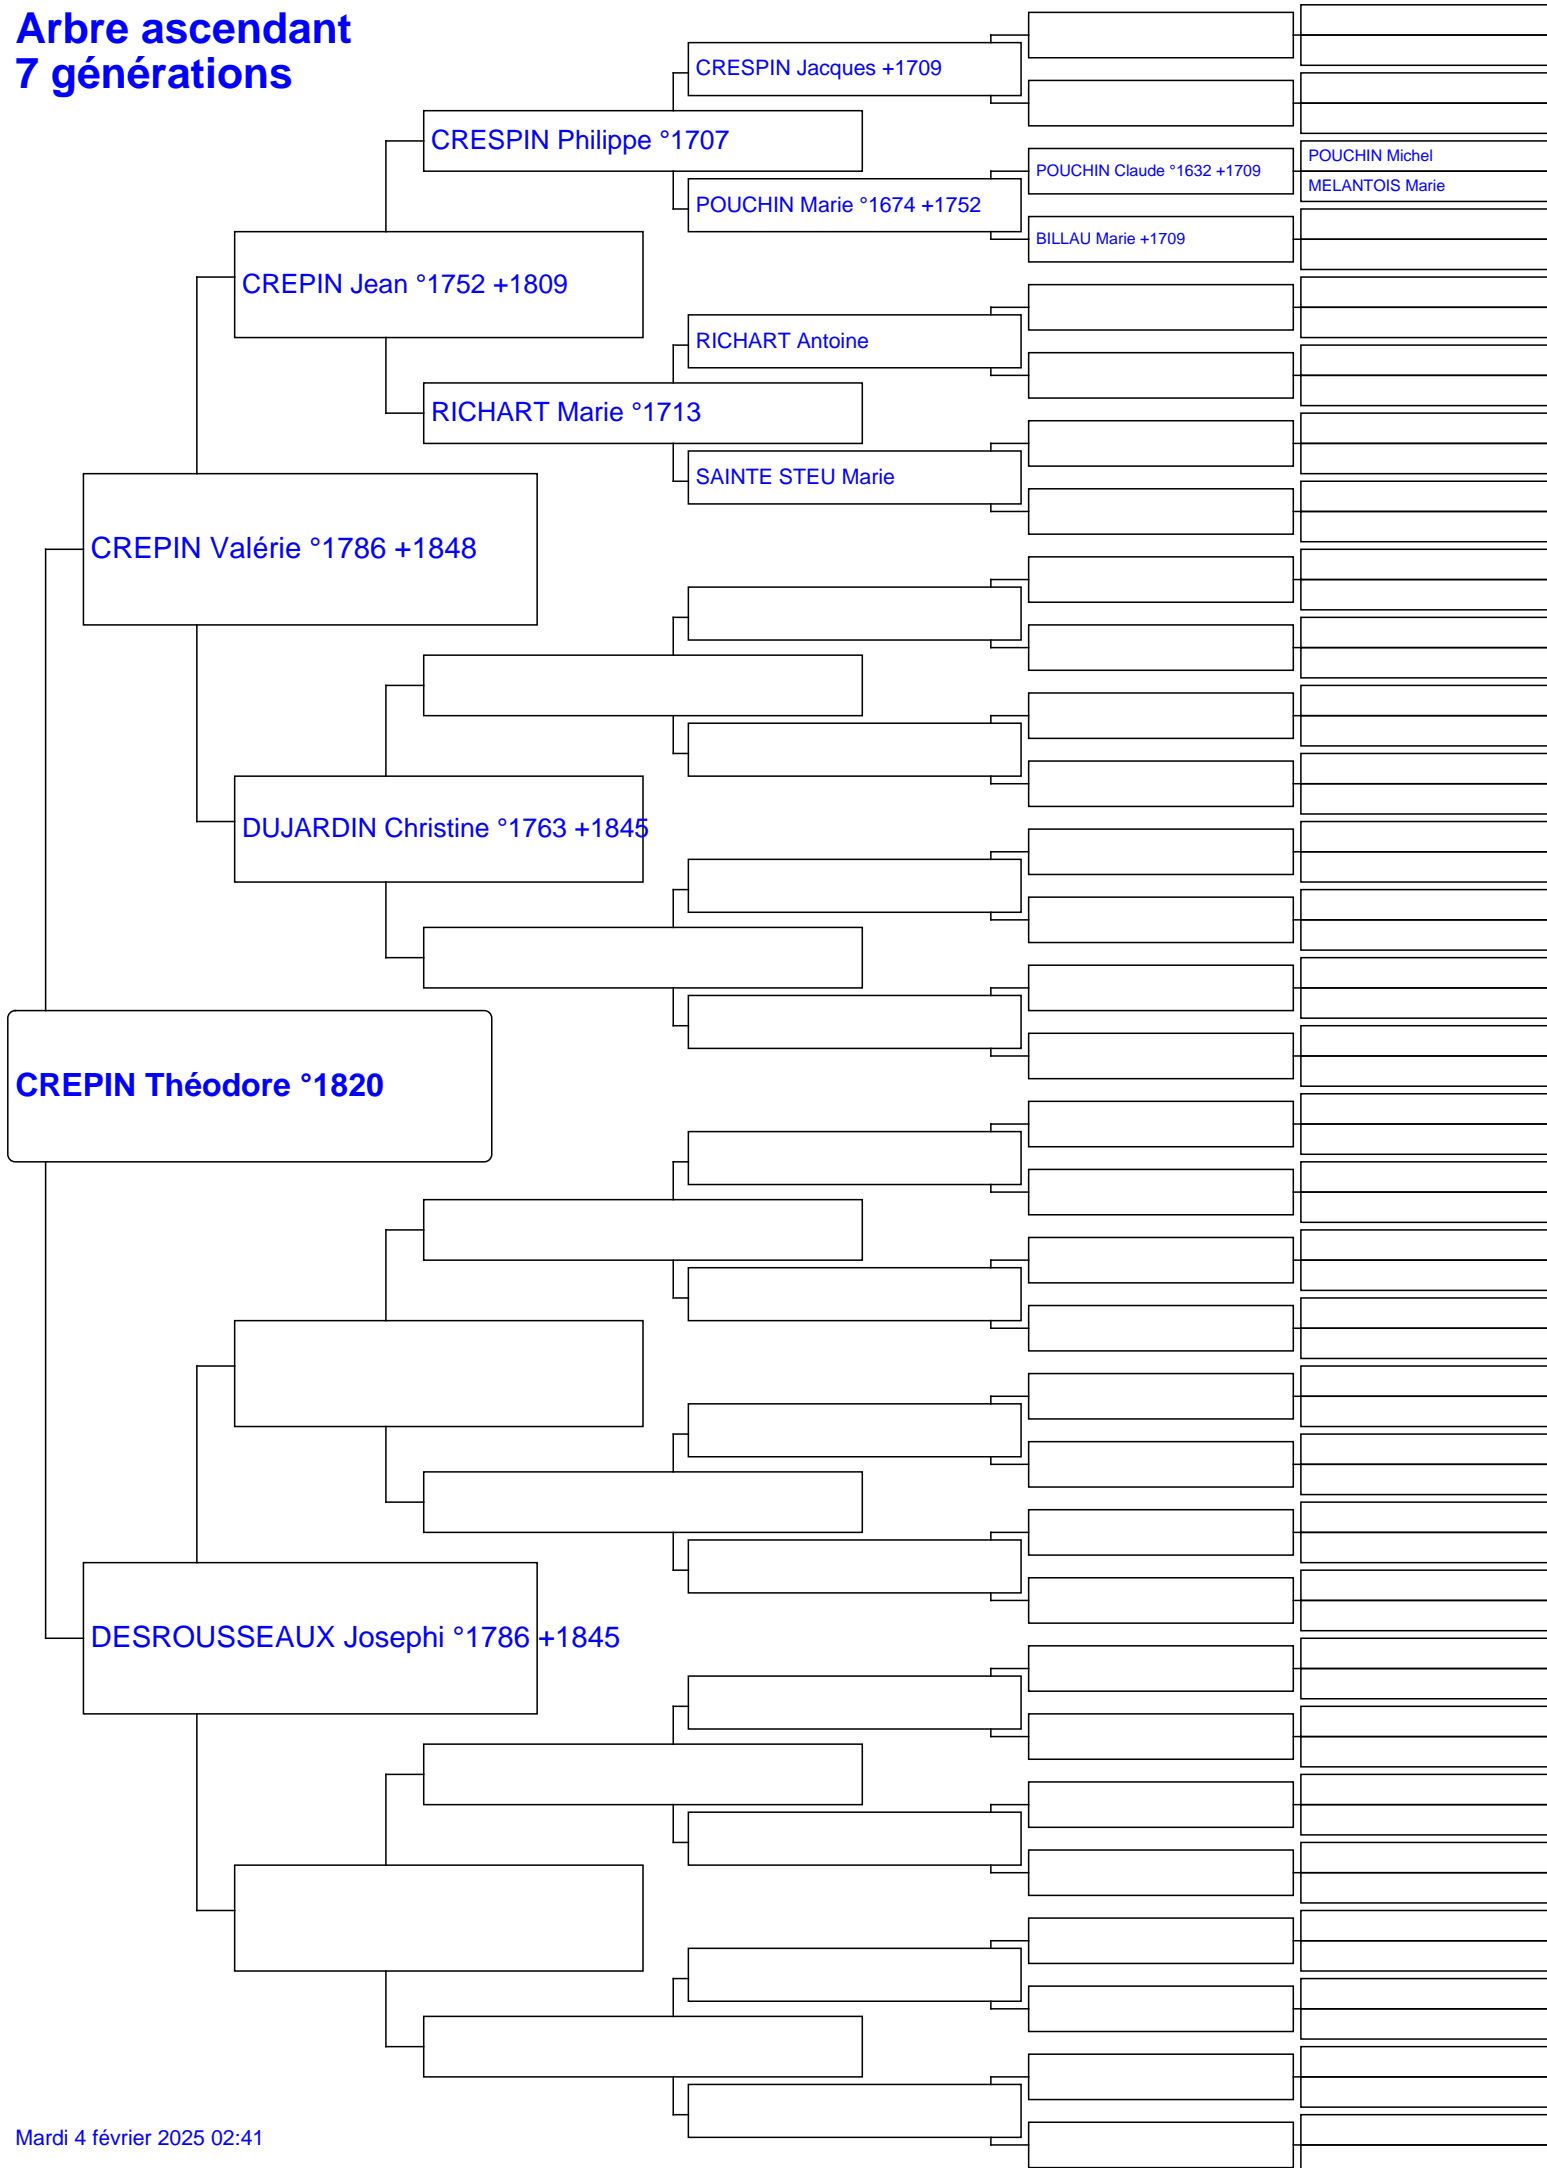 Arbre ascendant
7 générations
CRESPIN Jacques +1709
CRESPIN Philippe °1707
POUCHIN Michel
POUCHIN Claude °1632 +1709
MELANTOIS Marie
POUCHIN Marie °1674 +1752
BILLAU Marie +1709
CREPIN Jean °1752 +1809
RICHART Antoine
RICHART Marie °1713
SAINTE STEU Marie
CREPIN Valérie °1786 +1848
DUJARDIN Christine °1763 +1845
CREPIN Théodore °1820
DESROUSSEAUX Josephi °1786 +1845
Mardi 4 février 2025 02:41